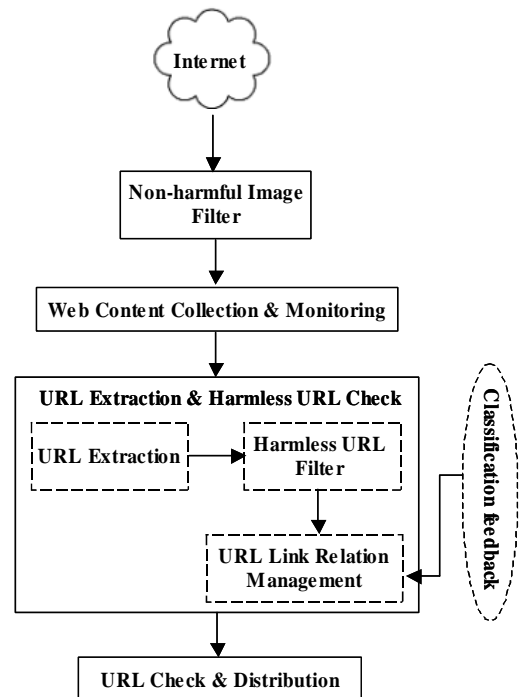 Internet
Non-harmful Image
Filter
Web Content Collection & Monitoring
URL Extraction & Harmless URL Check
URL Extraction
Harmless URL
Filter
URL Link Relation
Management
Classification feedback
URL Check & Distribution